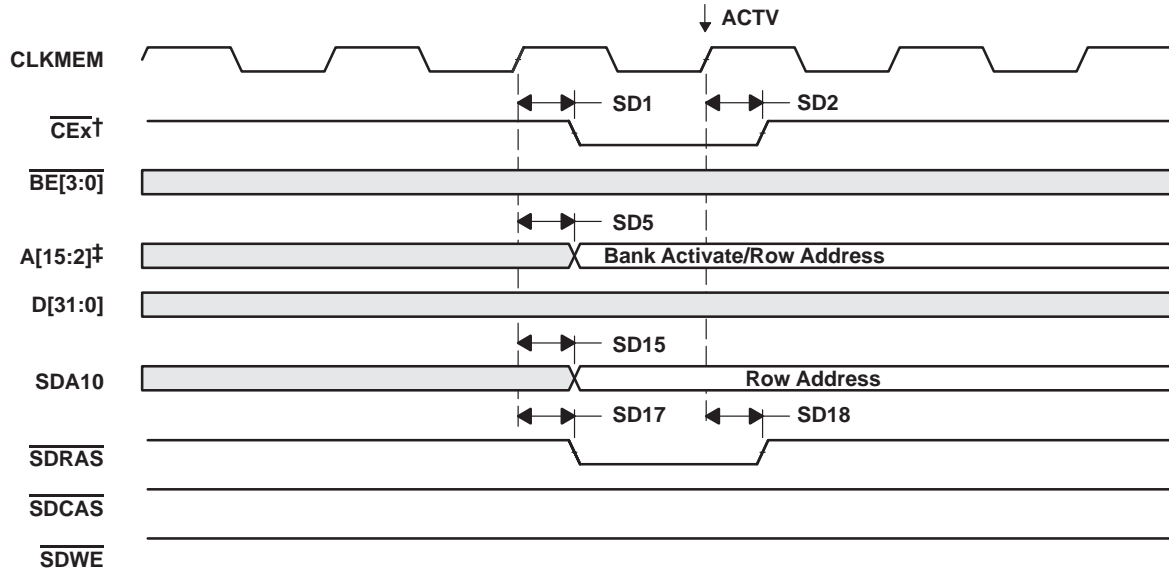 ACTV
CLKMEM
SD1
SD2
CEx†
BE[3:0]
SD5
A[15:2]‡
Bank Activate/Row Address
D[31:0]
SD15
SDA10
Row Address
SD17
SD18
SDRAS
SDCAS
SDWE